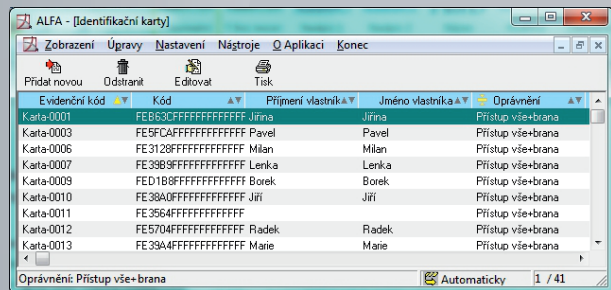 ALFA - [Identifikační karty]
Zobrazení Úpravy Nastavení Nástroje O Aplikaci Konec
Přidat novou Odstranit Editovat Tisk
Evidenční kód Kód Příjmení vlastníka Jméno vlastníka Oprávnění
Karta-0001 FEB63CFFFFFFFFFFFF Jiřina Jiřina Přístup vše+brana
Karta-0003 FE5FCAFFFFFFFFFFFF Pavel Pavel Přístup vše+brana
Karta-0006 FE3128FFFFFFFFFFFF Milan Milan Přístup vše+brana
Karta-0007 FE39B9FFFFFFFFFFFF Lenka Lenka Přístup vše+brana
Karta-0009 FED1B8FFFFFFFFFFFF Borek Borek Přístup vše+brana
Karta-0010 FE38A0FFFFFFFFFFFF Jiří Jiří Přístup vše+brana
Karta-0011 FE3564FFFFFFFFFFFF Přístup vše+brana
Karta-0012 FE5704FFFFFFFFFFFF Radek Radek Přístup vše+brana
Karta-0013 FE39A4FFFFFFFFFFFF Marie Marie Přístup vše+brana
Oprávnění: Přístup vše+brana Automaticky 1 / 41